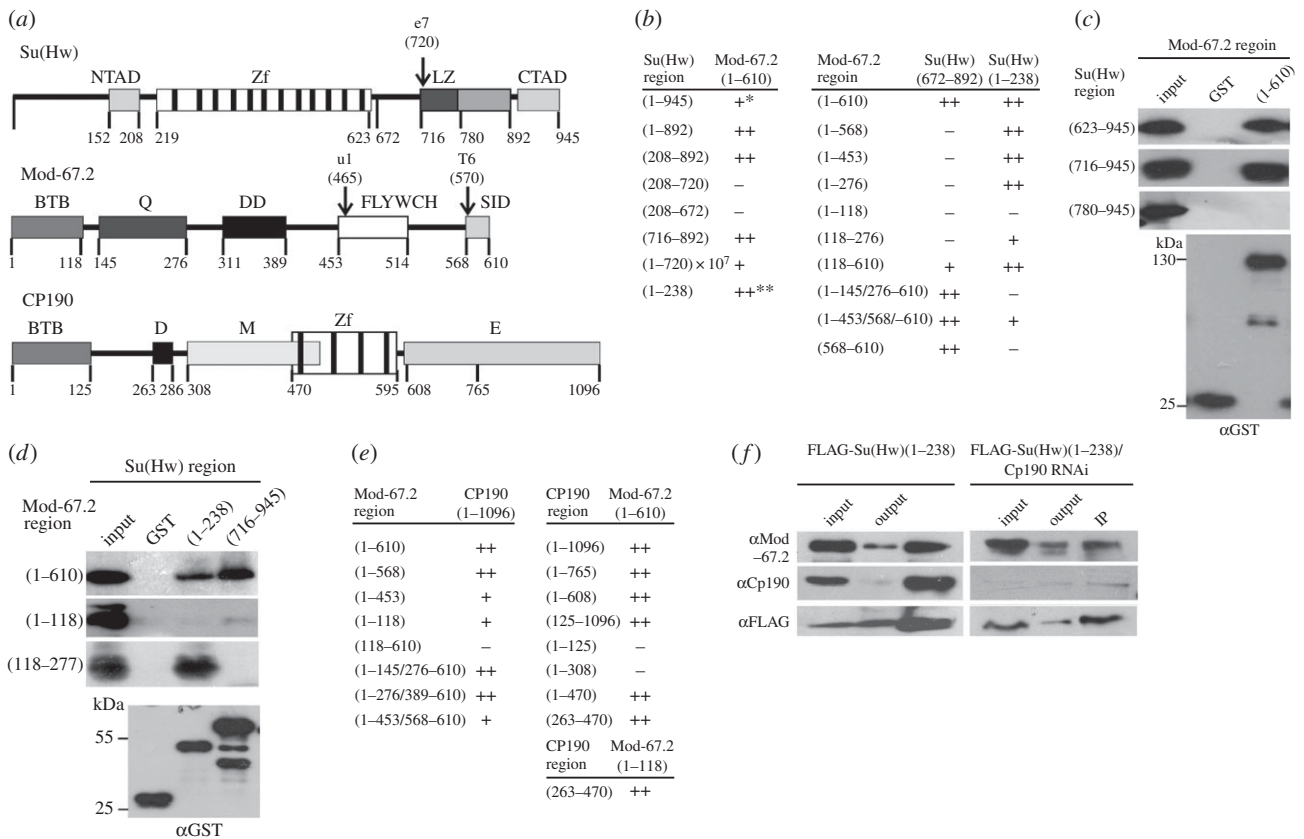 (a)
Su(Hw)
e7
(720)
NTAD Zf LZ CTAD
152 208 219 623 672 716 780 892 945
Mod-67.2
u1
(465)
T6
(570)
BTB Q DD FLYWCH SID
1 118 145 276 311 389 453 514 568 610
CP190
BTB D M Zf E
1 125 263 286 308 470 595 608 765 1096
(b)
Su(Hw) Mod-67.2
region (1–610)
(1–945) +*
(1–892) ++
(208–892) ++
(208–720) –
(208–672) –
(716–892) ++
(1–720) × 10⁷ +
(1–238) ++**
Mod-67.2 Su(Hw) Su(Hw)
regoin (672–892) (1–238)
(1–610) ++ ++
(1–568) – ++
(1–453) – ++
(1–276) – ++
(1–118) – –
(118–276) – +
(118–610) + ++
(1–145/276–610) ++ –
(1–453/568/–610) ++ +
(568–610) ++ –
(c)
Mod-67.2 regoin
Su(Hw)
region
input GST (1–610)
(623–945)
(716–945)
(780–945)
kDa
130
25
αGST
(d)
Su(Hw) region
Mod-67.2
region
input GST (1–238) (716–945)
(1–610)
(1–118)
(118–277)
kDa
55
25
αGST
(e)
Mod-67.2 CP190
region (1–1096)
(1–610) ++
(1–568) ++
(1–453) +
(1–118) +
(118–610) –
(1–145/276–610) ++
(1–276/389–610) ++
(1–453/568–610) +
CP190 Mod-67.2
region (1–610)
(1–1096) ++
(1–765) ++
(1–608) ++
(125–1096) ++
(1–125) –
(1–308) –
(1–470) ++
(263–470) ++
CP190 Mod-67.2
region (1–118)
(263–470) ++
(f)
FLAG-Su(Hw)(1–238)
FLAG-Su(Hw)(1–238)/
Cp190 RNAi
input output
input output IP
αMod
-67.2
αCp190
αFLAG